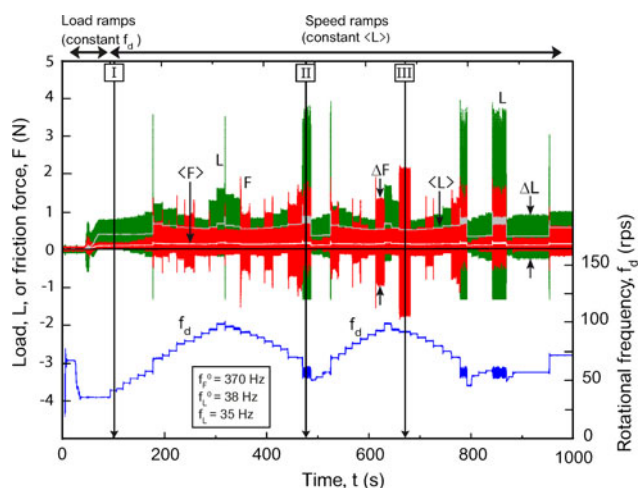 Load ramps
(constant f_d)
Speed ramps
(constant <L>)
Load, L, or friction force, F (N)
5
4
3
2
1
0
-1
-2
-3
-4
I
II
III
<F>
L
F
ΔF
<L>
L
ΔL
f_d
f_d
f_F^0 = 370 Hz
f_L^0 = 38 Hz
f_L = 35 Hz
150
100
50
0
Rotational frequency, f_d (rps)
0
200
400
600
800
1000
Time, t (s)